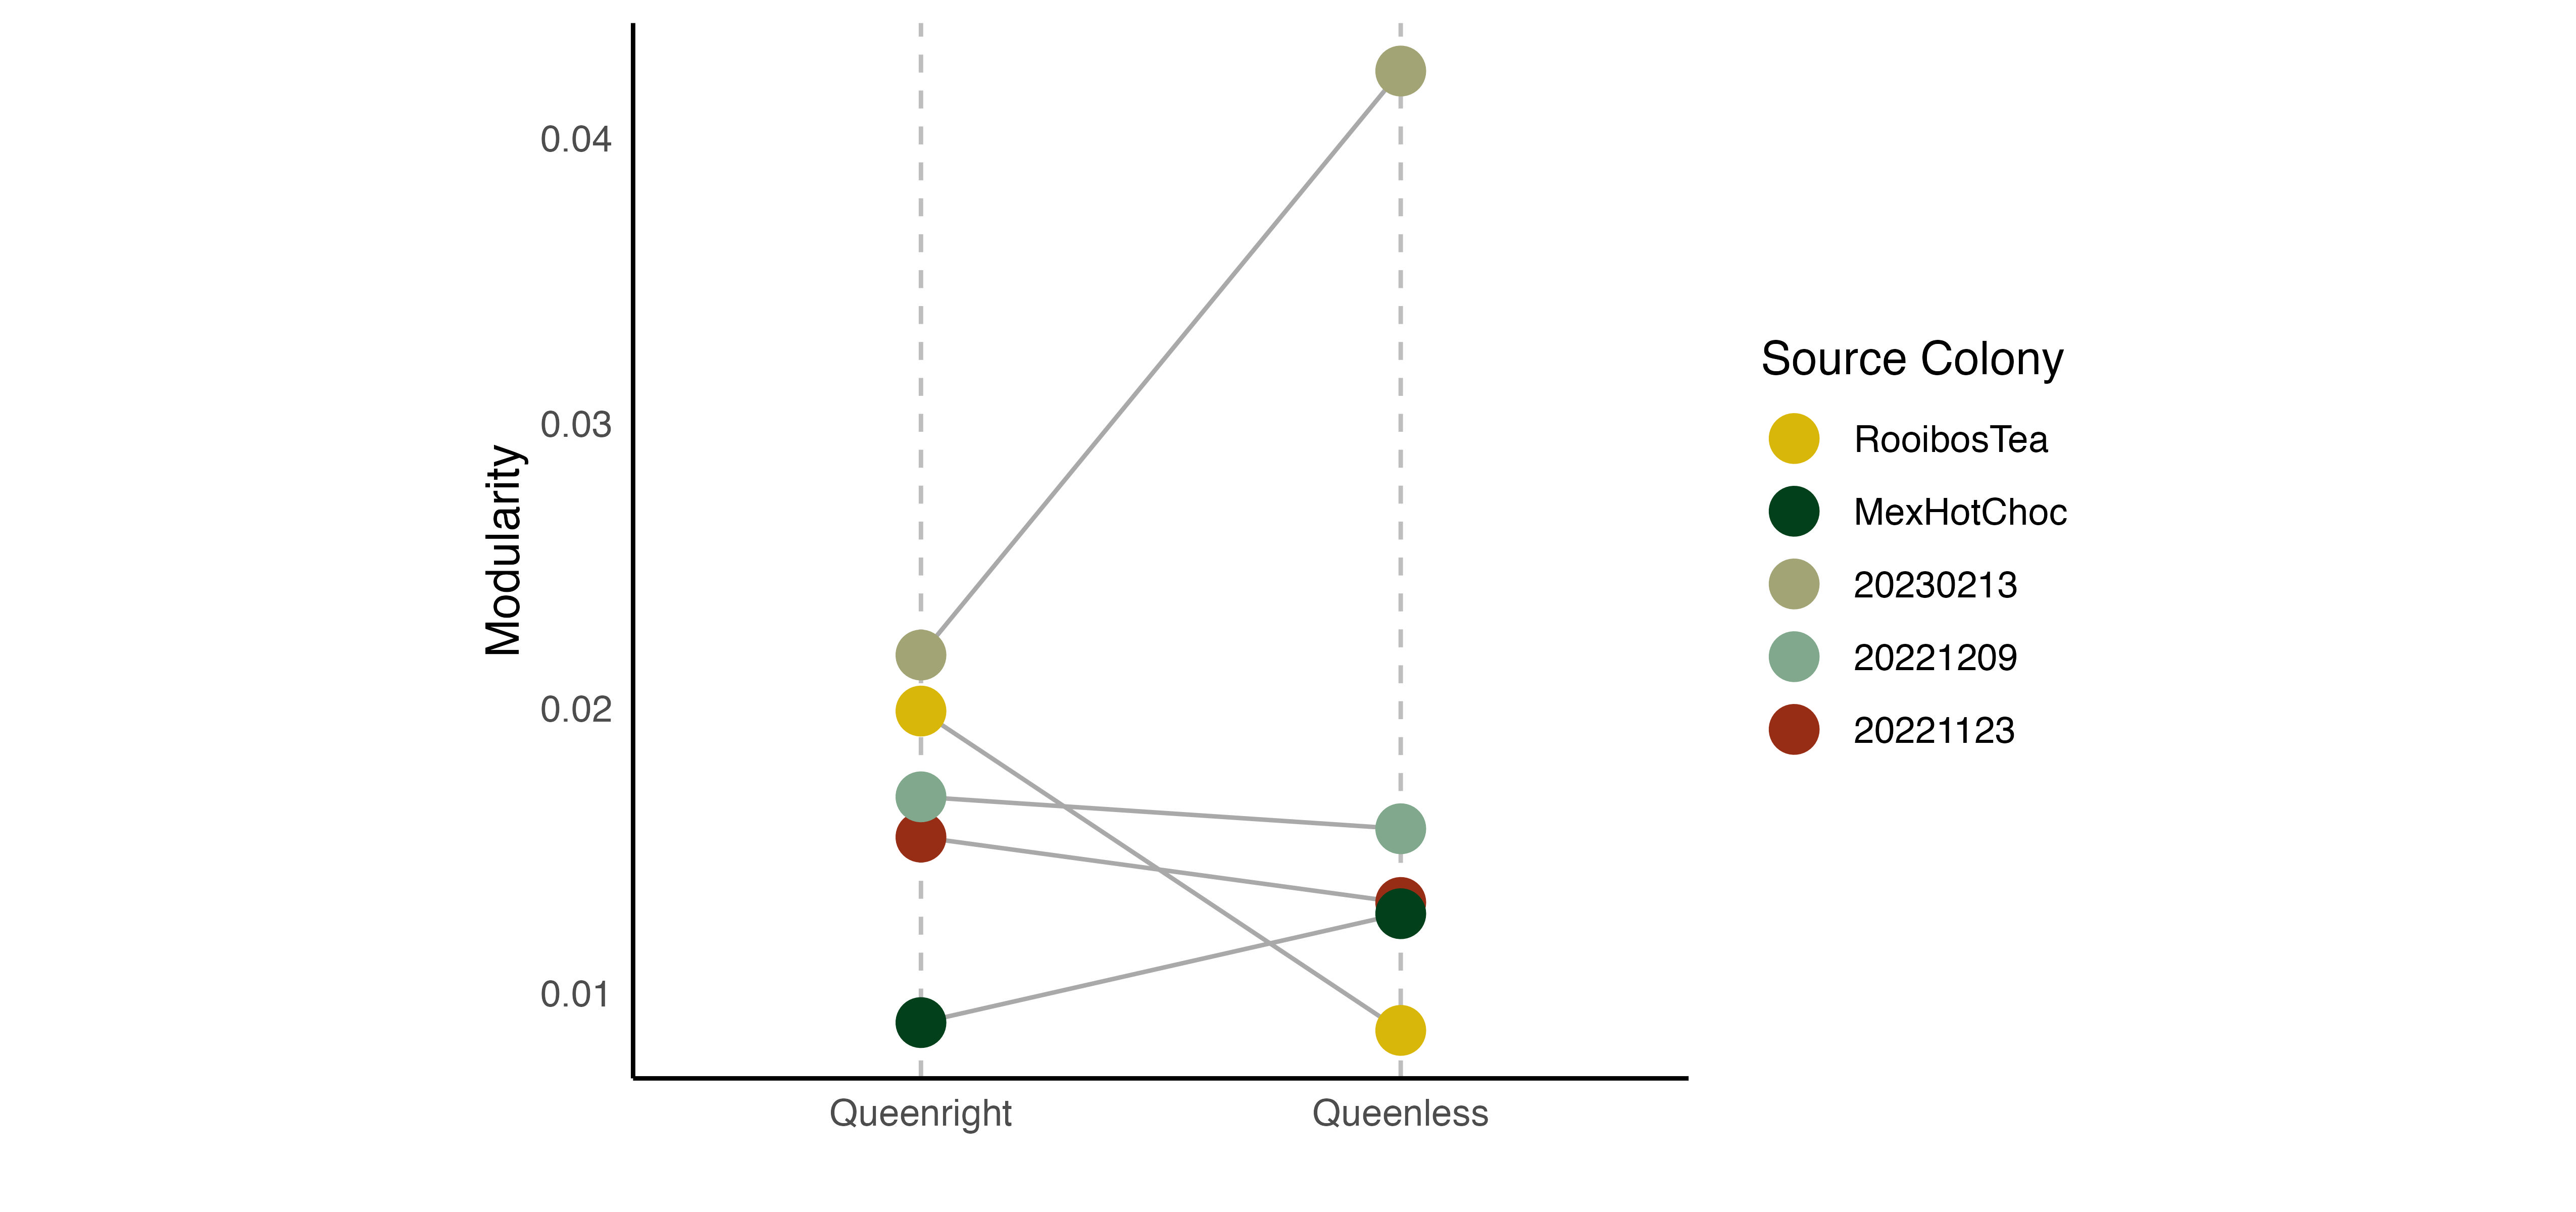 Modularity
0.04
0.03
0.02
0.01
Queenright
Queenless
Source Colony
RooibosTea
MexHotChoc
20230213
20221209
20221123